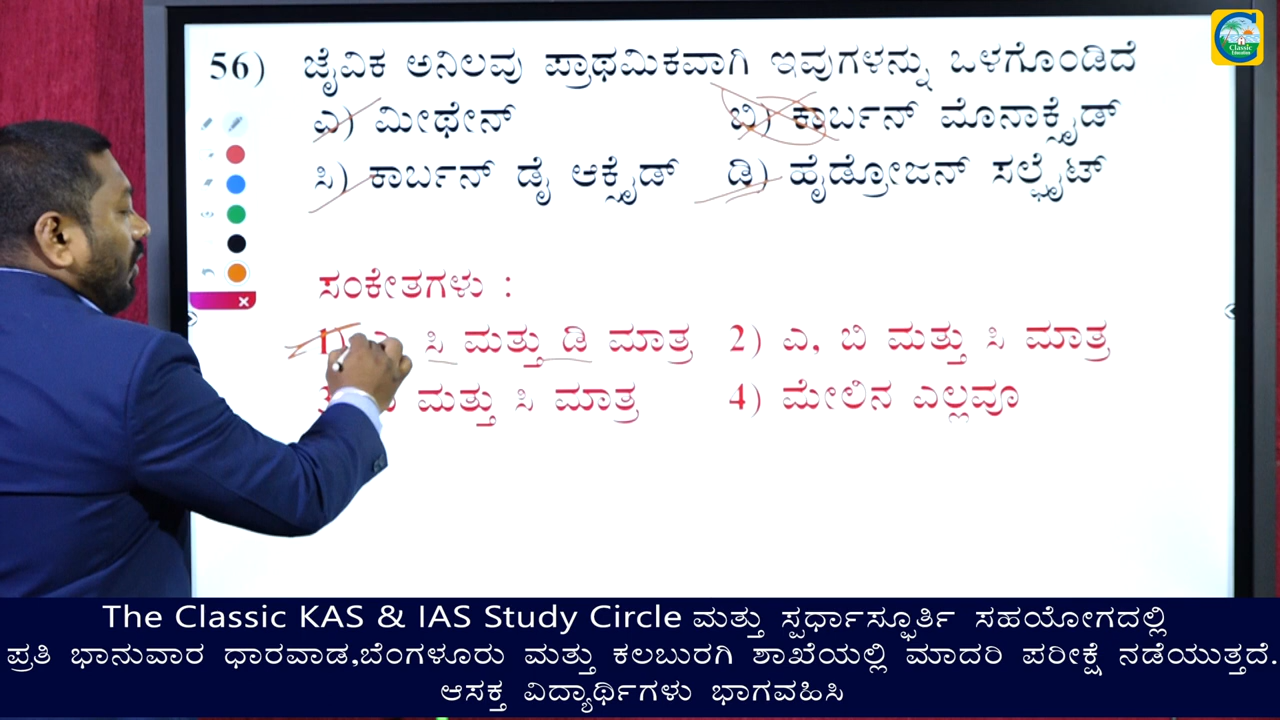 56) ಜೈವಿಕ ಅನಿಲವು ಪ್ರಾಥಮಿಕವಾಗಿ ಇವುಗಳನ್ನು ಒಳಗೊಂಡಿದೆ
ಎ) ಮೀಥೇನ್ ಬಿ) ಕಾರ್ಬನ್ ಮೊನಾಕ್ಸೈಡ್
ಸಿ) ಕಾರ್ಬನ್ ಡೈ ಆಕ್ಸೈಡ್ ಡಿ) ಹೈಡ್ರೋಜನ್ ಸಲ್ಫೈಟ್
ಸಂಕೇತಗಳು :
1) ಸಿ ಮತ್ತು ಡಿ ಮಾತ್ರ 2) ಎ, ಬಿ ಮತ್ತು ಸಿ ಮಾತ್ರ
ಮತ್ತು ಸಿ ಮಾತ್ರ 4) ಮೇಲಿನ ಎಲ್ಲವೂ
Classic
Education
The Classic KAS & IAS Study Circle ಮತ್ತು ಸ್ಪರ್ಧಾಸ್ಫೂರ್ತಿ ಸಹಯೋಗದಲ್ಲಿ
ಪ್ರತಿ ಭಾನುವಾರ ಧಾರವಾಡ,ಬೆಂಗಳೂರು ಮತ್ತು ಕಲಬುರಗಿ ಶಾಖೆಯಲ್ಲಿ ಮಾದರಿ ಪರೀಕ್ಷೆ ನಡೆಯುತ್ತದೆ.
ಆಸಕ್ತ ವಿದ್ಯಾರ್ಥಿಗಳು ಭಾಗವಹಿಸಿ